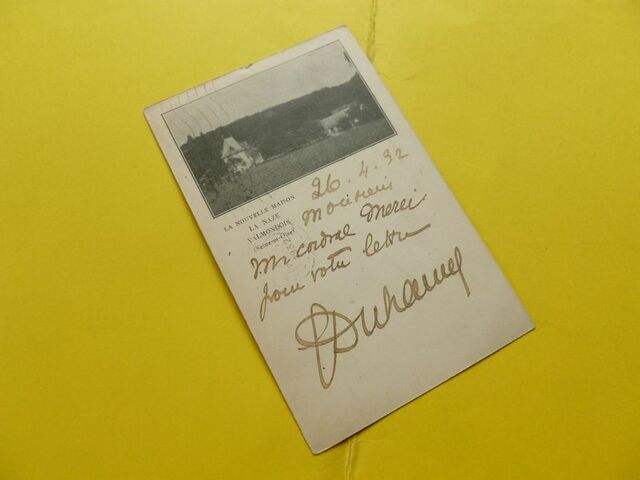 LA NOUVELLE MAISON
LA NAZE
VALMONDOIS
(Seine-et-Oise)
26.4.32
Monsieur
Un cordial Merci
pour votre lettre
Duhamel